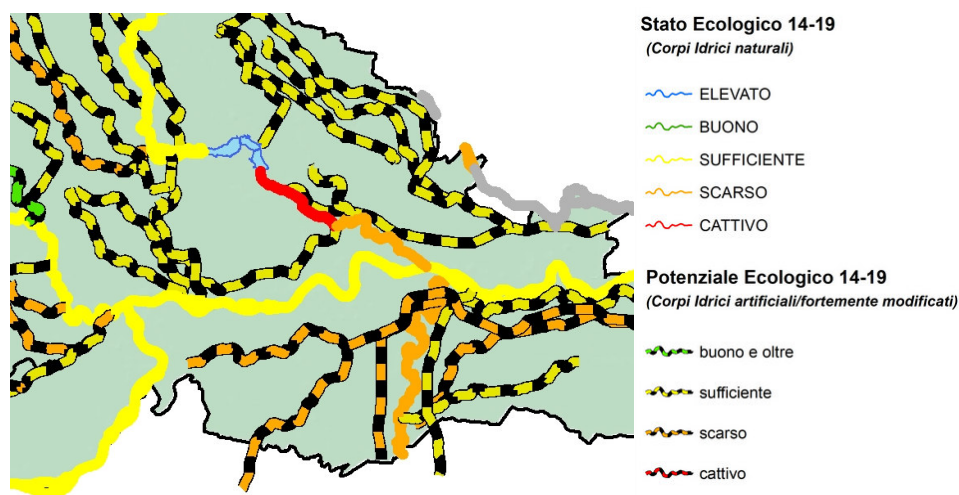 Stato Ecologico 14-19
(Corpi Idrici naturali)
ELEVATO
BUONO
SUFFICIENTE
SCARSO
CATTIVO
Potenziale Ecologico 14-19
(Corpi Idrici artificiali/fortemente modificati)
buono e oltre
sufficiente
scarso
cattivo